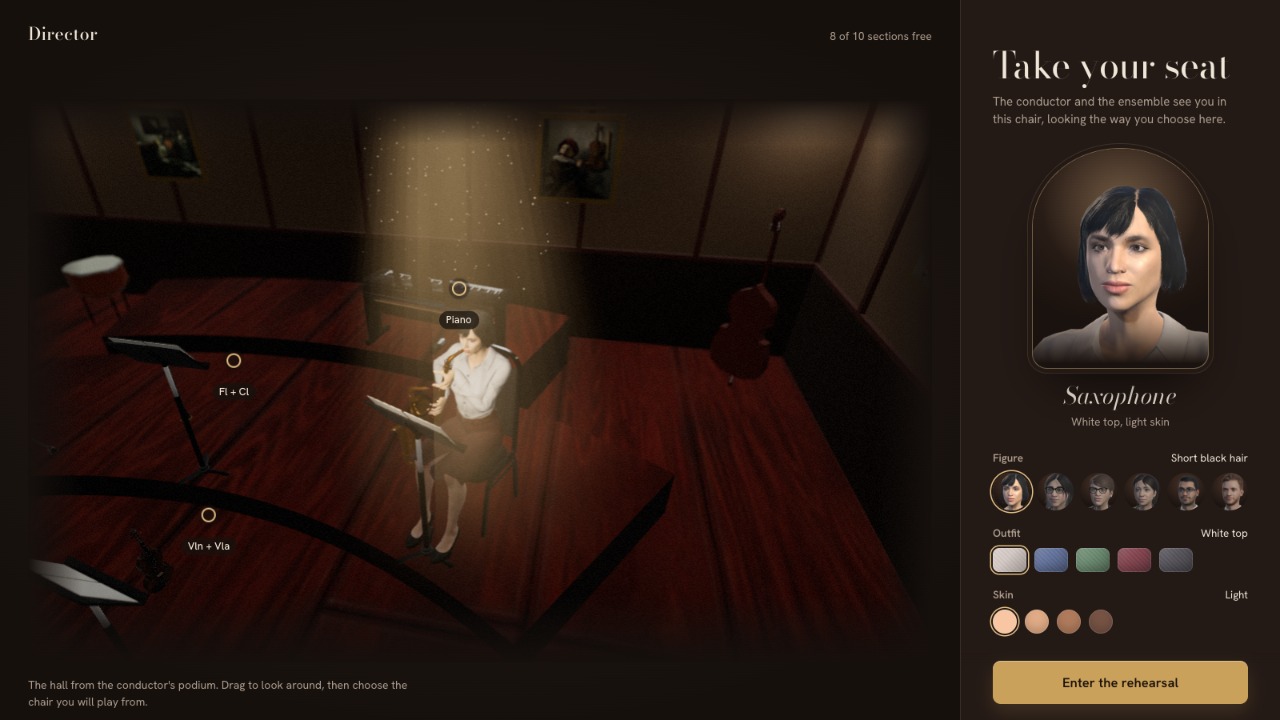 Director
8 of 10 sections free
Piano
Fl + Cl
Vln + Vla
The hall from the conductor's podium. Drag to look around, then choose the
chair you will play from.
Take your seat
The conductor and the ensemble see you in
this chair, looking the way you choose here.
Saxophone
White top, light skin
Figure
Short black hair
Outfit
White top
Skin
Light
Enter the rehearsal